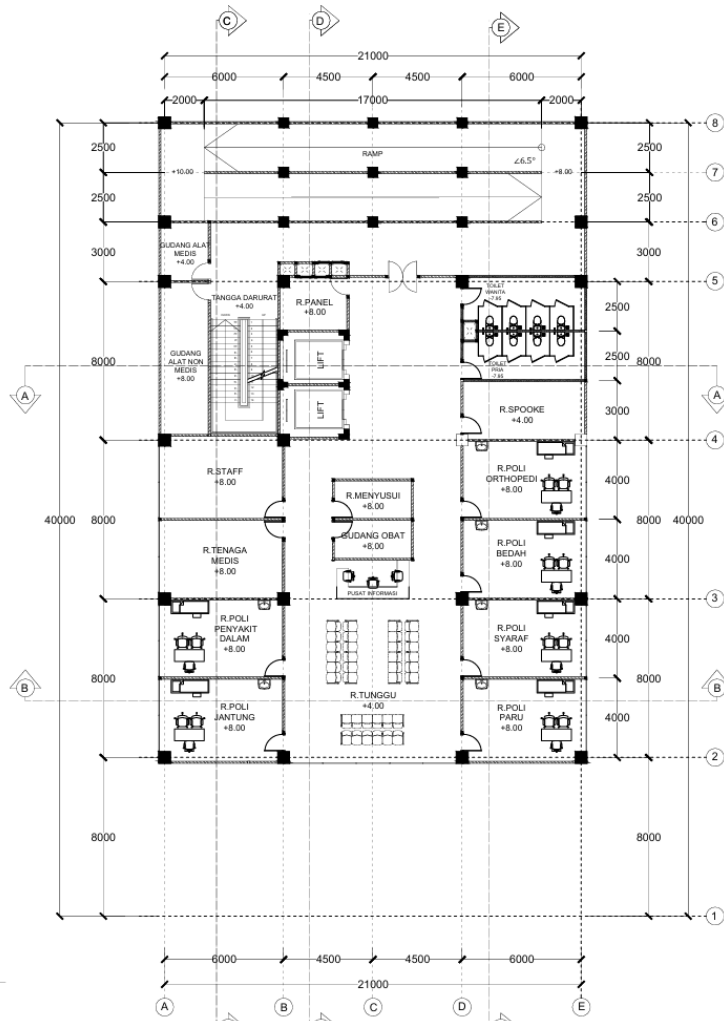 C
D
E
21000
6000
4500
4500
6000
2000
17000
2000
8
2500
RAMP
∠6.5°
2500
+10.00
+8.00
7
2500
2500
6
3000
GUDANG ALAT
MEDIS
+4.00
3000
5
TANGGA DARURAT
+4.00
R.PANEL
+8.00
TOILET
WANITA
-7.95
2500
8000
GUDANG
ALAT NON
MEDIS
+8.00
LIFT
2500
8000
TOILET
PRIA
-7.95
A
A
LIFT
R.SPOOKE
+4.00
3000
4
R.STAFF
+8.00
R.POLI
ORTHOPEDI
+8.00
4000
R.MENYUSUI
+8.00
40000
8000
8000
40000
GUDANG OBAT
+8.00
R.TENAGA
MEDIS
+8.00
R.POLI
BEDAH
+8.00
4000
PUSAT INFORMASI
3
R.POLI
PENYAKIT
DALAM
+8.00
R.POLI
SYARAF
+8.00
4000
8000
8000
B
B
R.TUNGGU
+4.00
R.POLI
JANTUNG
+8.00
R.POLI
PARU
+8.00
4000
2
8000
8000
1
6000
4500
4500
6000
21000
A
B
C
D
E